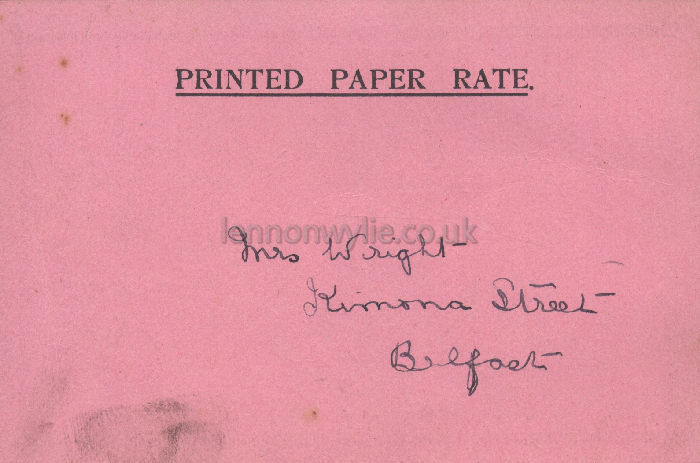 PRINTED PAPER RATE.
lennonwylie.co.uk
Mrs Wright
Kimona Street
Belfast